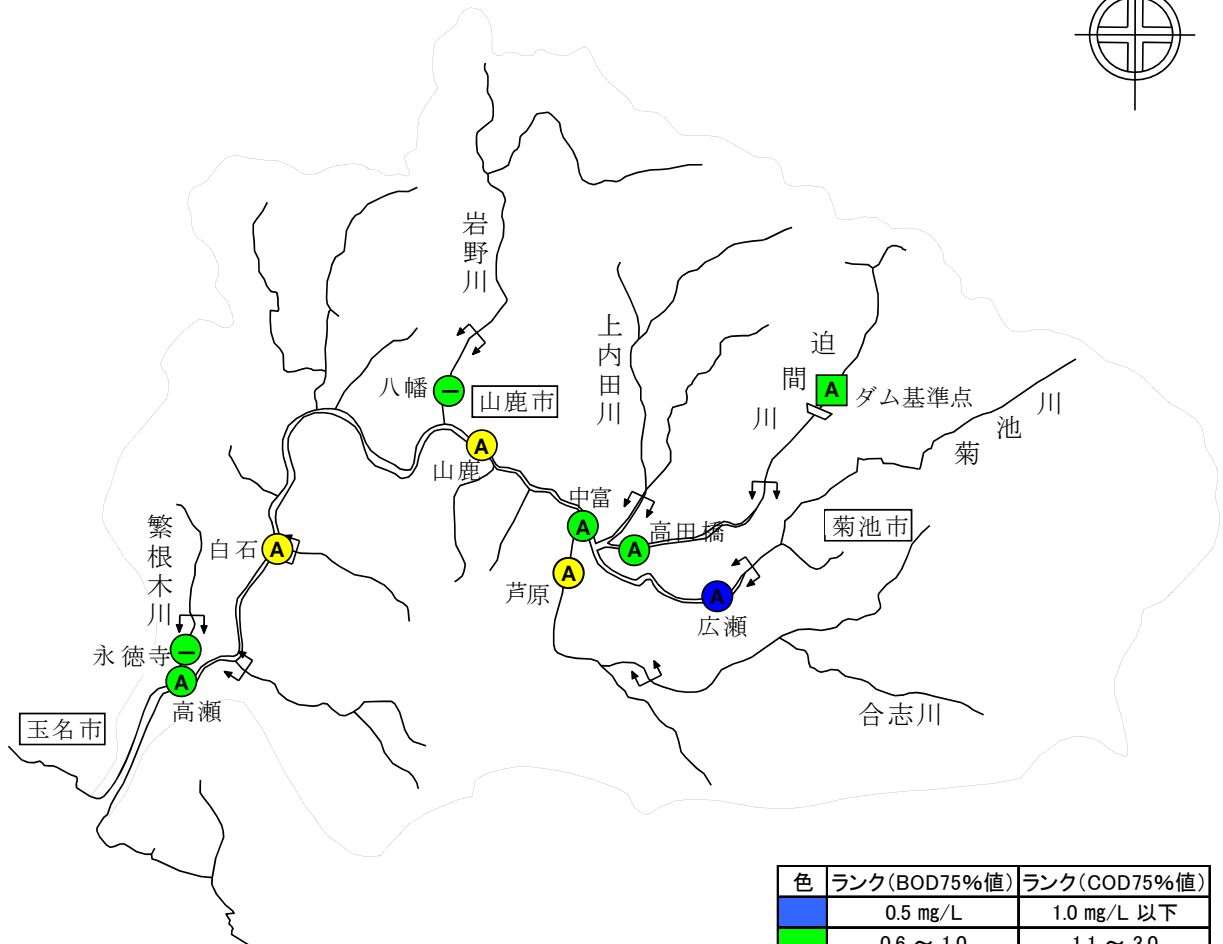 岩野川
上内田川
迫間川
八幡
一
山鹿市
A
ダム基準点
菊池川
A
山鹿
中富
A
高田橋
A
菊池市
繁根木川
白石
A
芦原
A
A
広瀬
永徳寺
一
A
高瀬
玉名市
合志川
色 ランク(BOD75%値) ランク(COD75%値)
0.5 mg/L 1.0 mg/L 以下